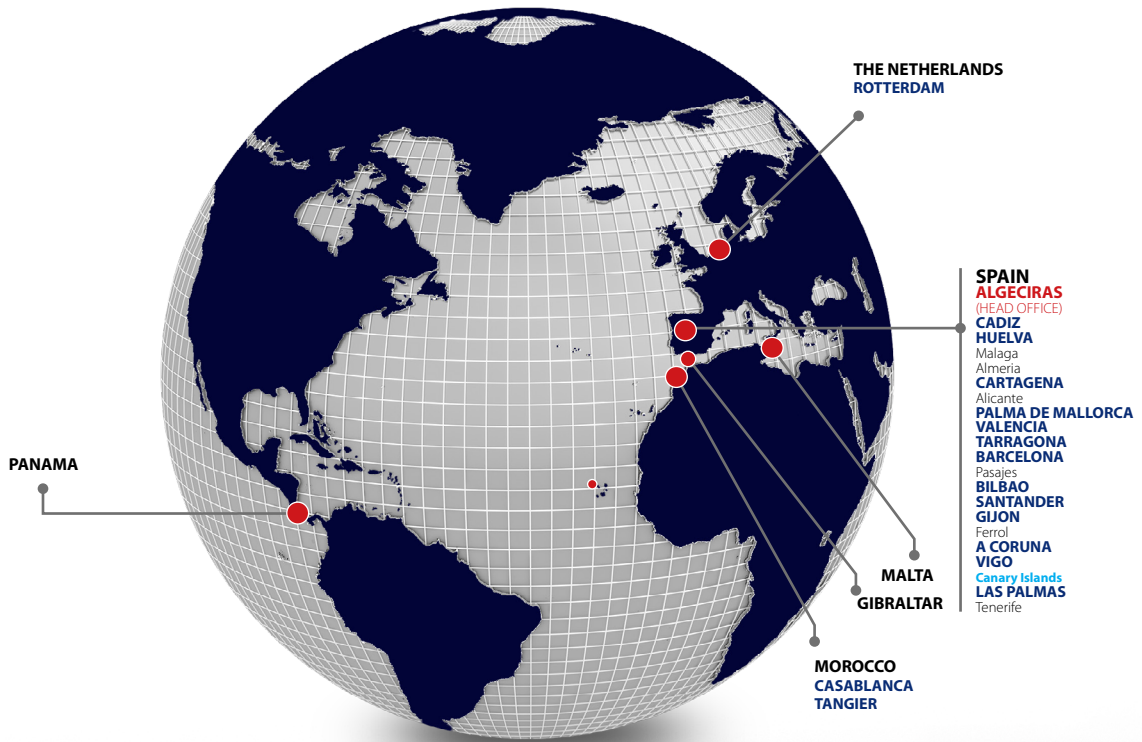 THE NETHERLANDS
ROTTERDAM
SPAIN
ALGECIRAS
(HEAD OFFICE)
CADIZ
HUELVA
Malaga
Almeria
CARTAGENA
Alicante
PALMA DE MALLORCA
VALENCIA
TARRAGONA
BARCELONA
Pasajes
BILBAO
SANTANDER
GIJON
Ferrol
A CORUNA
VIGO
Canary Islands
LAS PALMAS
Tenerife
PANAMA
MALTA
GIBRALTAR
MOROCCO
CASABLANCA
TANGIER